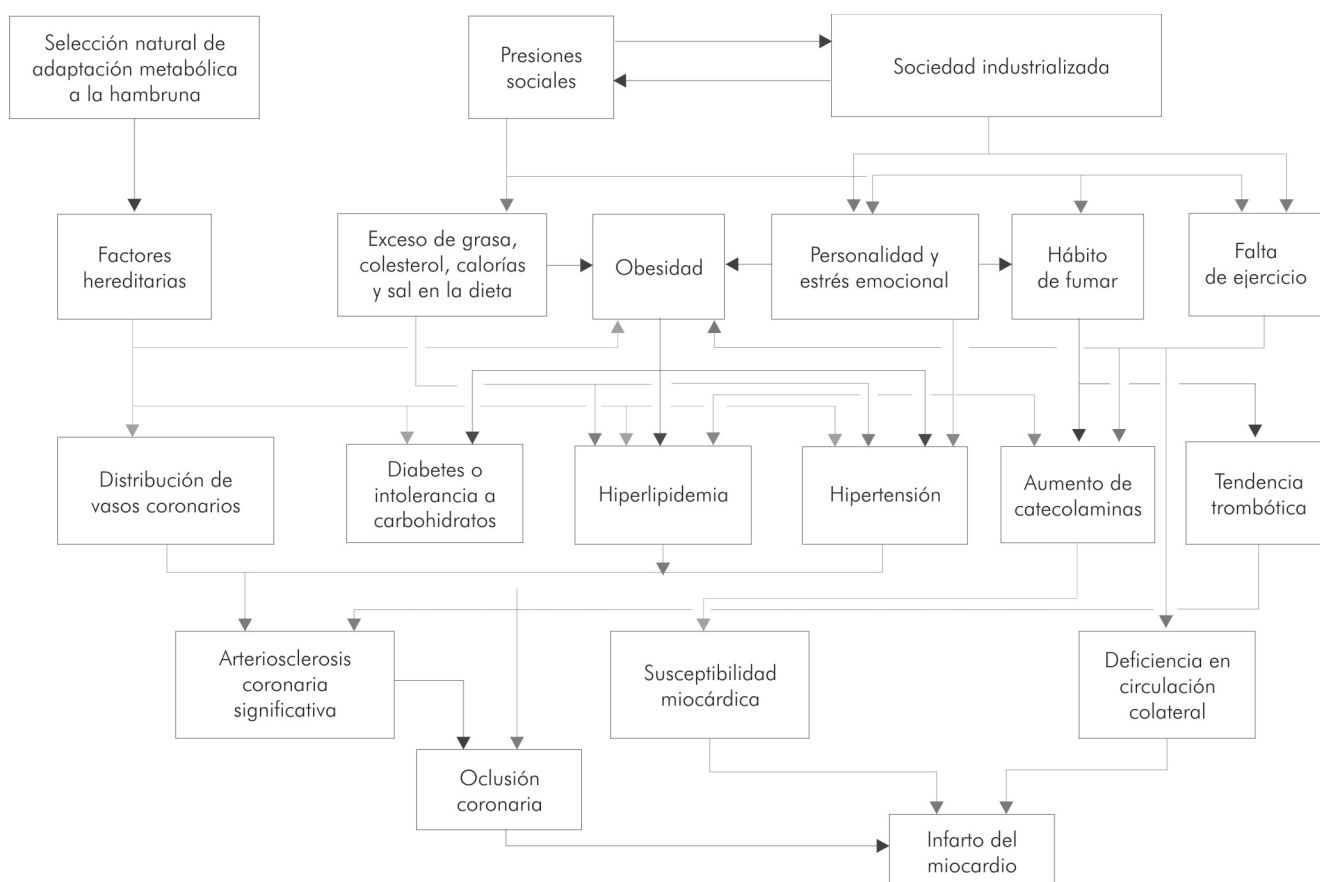 Selección natural de
adaptación metabólica
a la hambruna
Presiones
sociales
Sociedad industrializada
Factores
hereditarias
Exceso de grasa,
colesterol, calorías
y sal en la dieta
Obesidad
Personalidad y
estrés emocional
Hábito
de fumar
Falta
de ejercicio
Distribución de
vasos coronarios
Diabetes o
intolerancia a
carbohidratos
Hiperlipidemia
Hipertensión
Aumento de
catecolaminas
Tendencia
trombótica
Arteriosclerosis
coronaria
significativa
Susceptibilidad
miocárdica
Deficiencia en
circulación
colateral
Oclusión
coronaria
Infarto del
miocardio